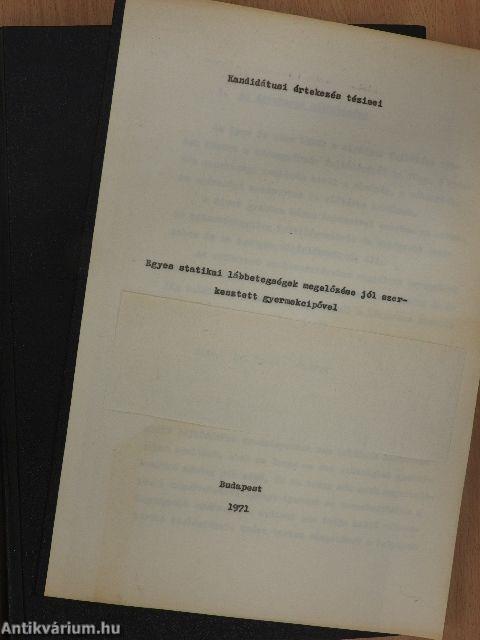 Kandidátusi értekezés tézisei
Egyes statikai lábbetegségek megelőzése jól szer-
kesztett gyermekcipővel
Budapest
1971
Antikvárium.hu